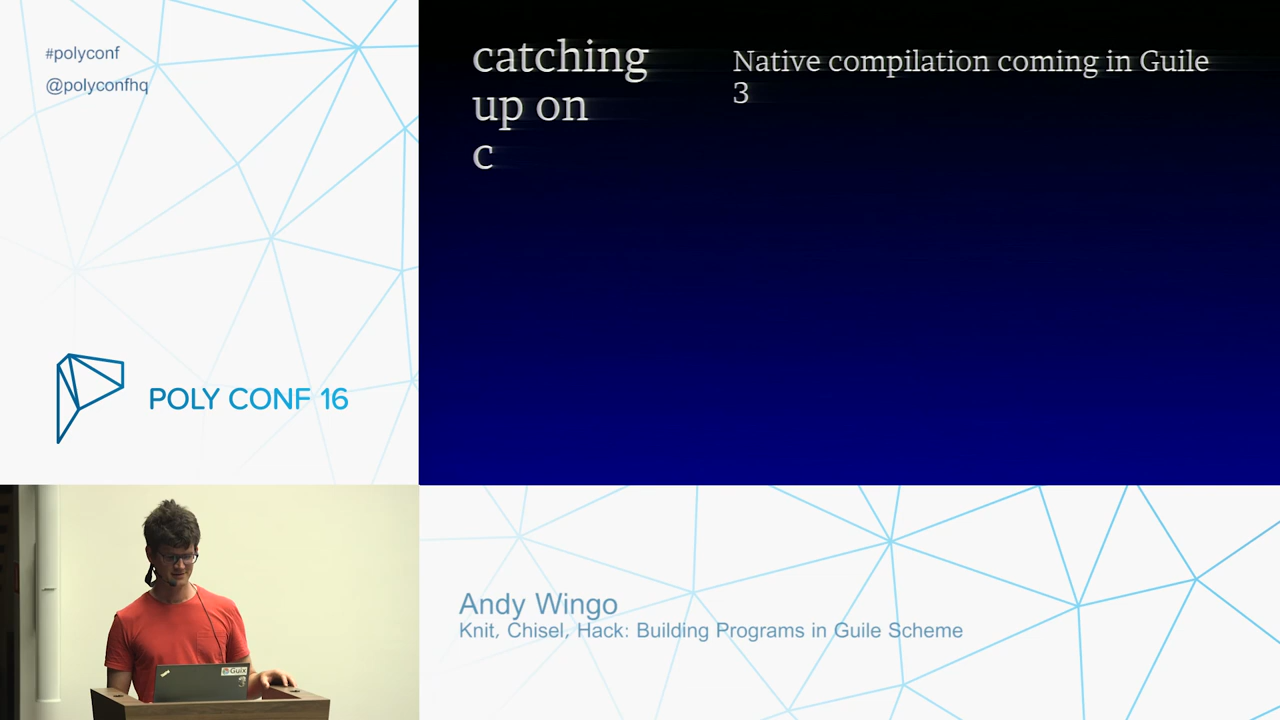 #polyconf
@polyconfhq
catching
up on
c
Native compilation coming in Guile
3
POLY CONF 16
Andy Wingo
Knit, Chisel, Hack: Building Programs in Guile Scheme
Guix